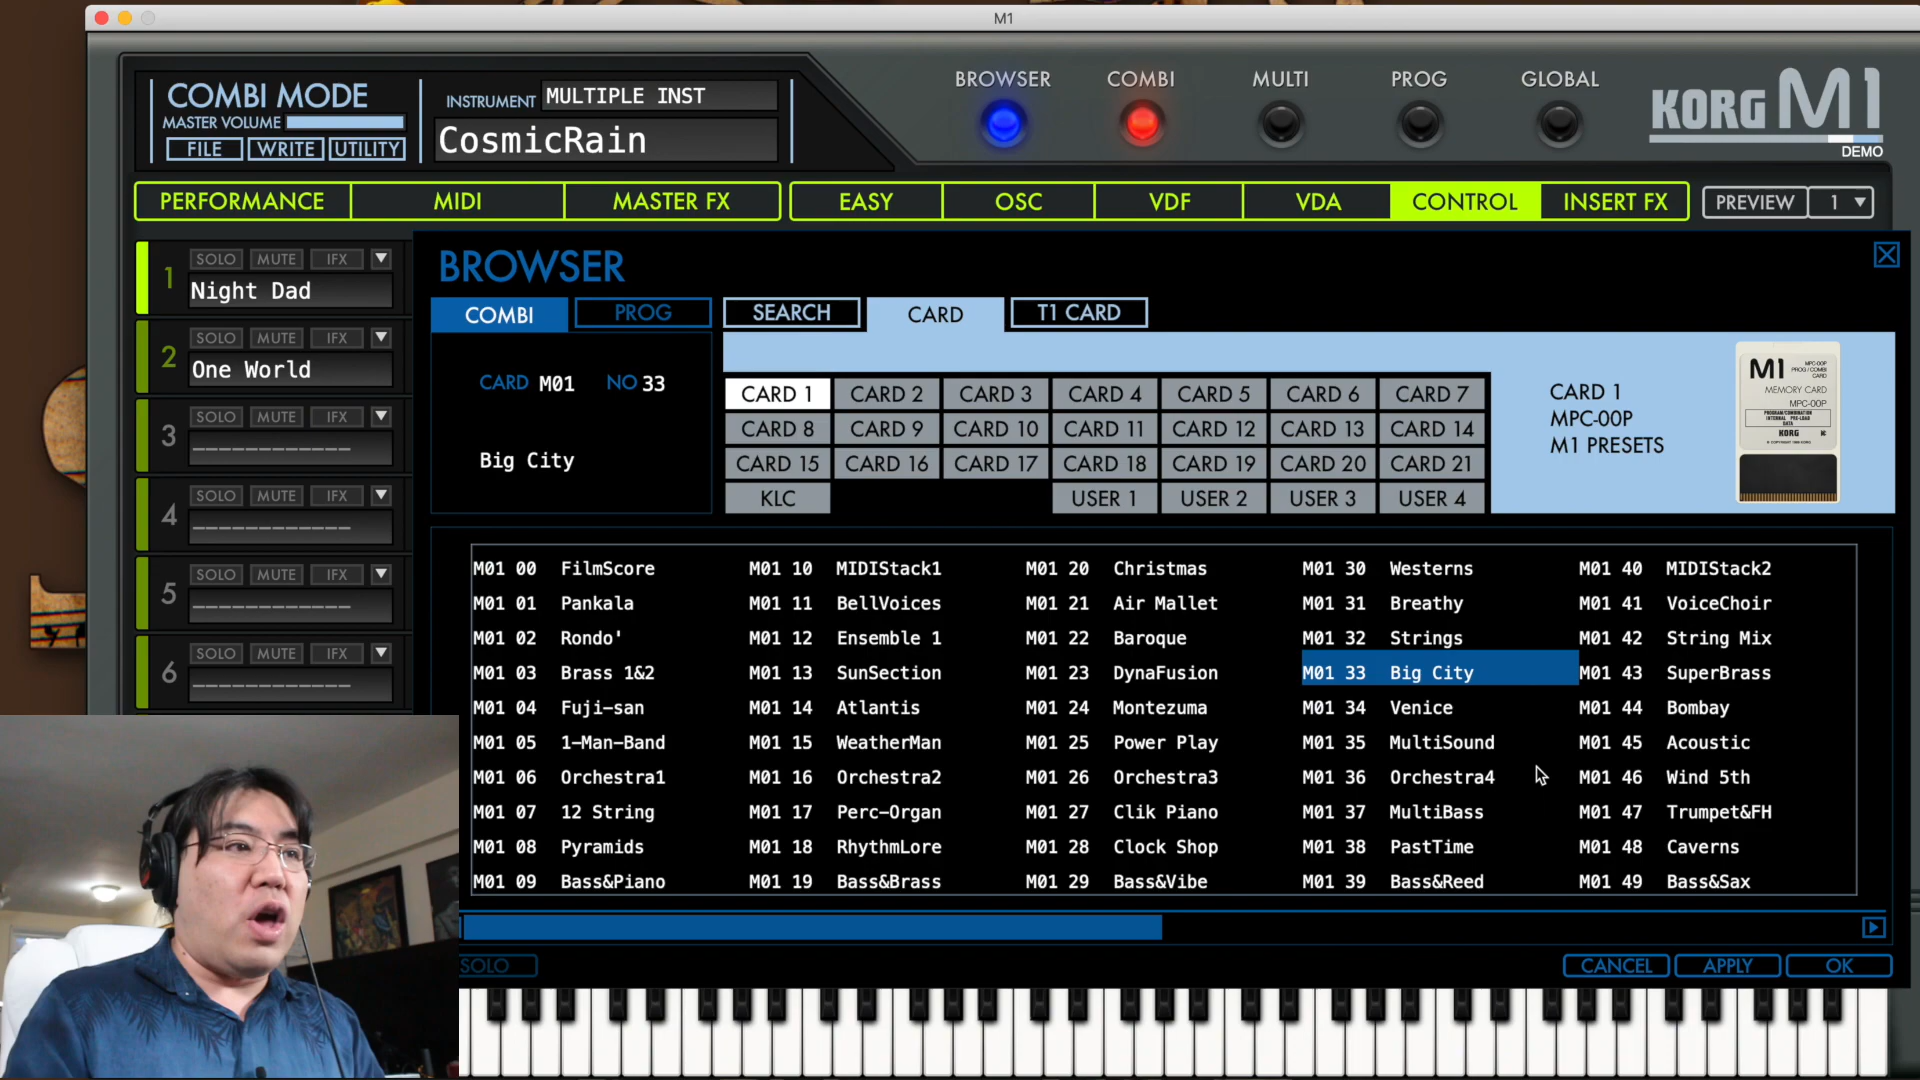 M1
COMBI MODE
MASTER VOLUME
FILE WRITE UTILITY
INSTRUMENT MULTIPLE INST
CosmicRain
BROWSER COMBI MULTI PROG GLOBAL
KORG M1
DEMO
PERFORMANCE MIDI MASTER FX EASY OSC VDF VDA CONTROL INSERT FX PREVIEW 1
1 SOLO MUTE IFX
Night Dad
2 SOLO MUTE IFX
One World
3 SOLO MUTE IFX
------------
4 SOLO MUTE IFX
------------
5 SOLO MUTE IFX
------------
6 SOLO MUTE IFX
------------
BROWSER
COMBI PROG SEARCH CARD T1 CARD
CARD M01 NO 33
Big City
CARD 1 CARD 2 CARD 3 CARD 4 CARD 5 CARD 6 CARD 7
CARD 8 CARD 9 CARD 10 CARD 11 CARD 12 CARD 13 CARD 14
CARD 15 CARD 16 CARD 17 CARD 18 CARD 19 CARD 20 CARD 21
KLC USER 1 USER 2 USER 3 USER 4
CARD 1
MPC-00P
M1 PRESETS
M1 MPC-00P
PROG/COMBI
CARD
MEMORY CARD
MPC-00P
PROGRAM/COMBINATION
INTERNAL PRE-LOAD
DATA
KORG
M01 00 FilmScore M01 10 MIDIStack1 M01 20 Christmas M01 30 Westerns M01 40 MIDIStack2
M01 01 Pankala M01 11 BellVoices M01 21 Air Mallet M01 31 Breathy M01 41 VoiceChoir
M01 02 Rondo' M01 12 Ensemble 1 M01 22 Baroque M01 32 Strings M01 42 String Mix
M01 03 Brass 1&2 M01 13 SunSection M01 23 DynaFusion M01 33 Big City M01 43 SuperBrass
M01 04 Fuji-san M01 14 Atlantis M01 24 Montezuma M01 34 Venice M01 44 Bombay
M01 05 1-Man-Band M01 15 WeatherMan M01 25 Power Play M01 35 MultiSound M01 45 Acoustic
M01 06 Orchestra1 M01 16 Orchestra2 M01 26 Orchestra3 M01 36 Orchestra4 M01 46 Wind 5th
M01 07 12 String M01 17 Perc-Organ M01 27 Clik Piano M01 37 MultiBass M01 47 Trumpet&FH
M01 08 Pyramids M01 18 RhythmLore M01 28 Clock Shop M01 38 PastTime M01 48 Caverns
M01 09 Bass&Piano M01 19 Bass&Brass M01 29 Bass&Vibe M01 39 Bass&Reed M01 49 Bass&Sax
SOLO CANCEL APPLY OK